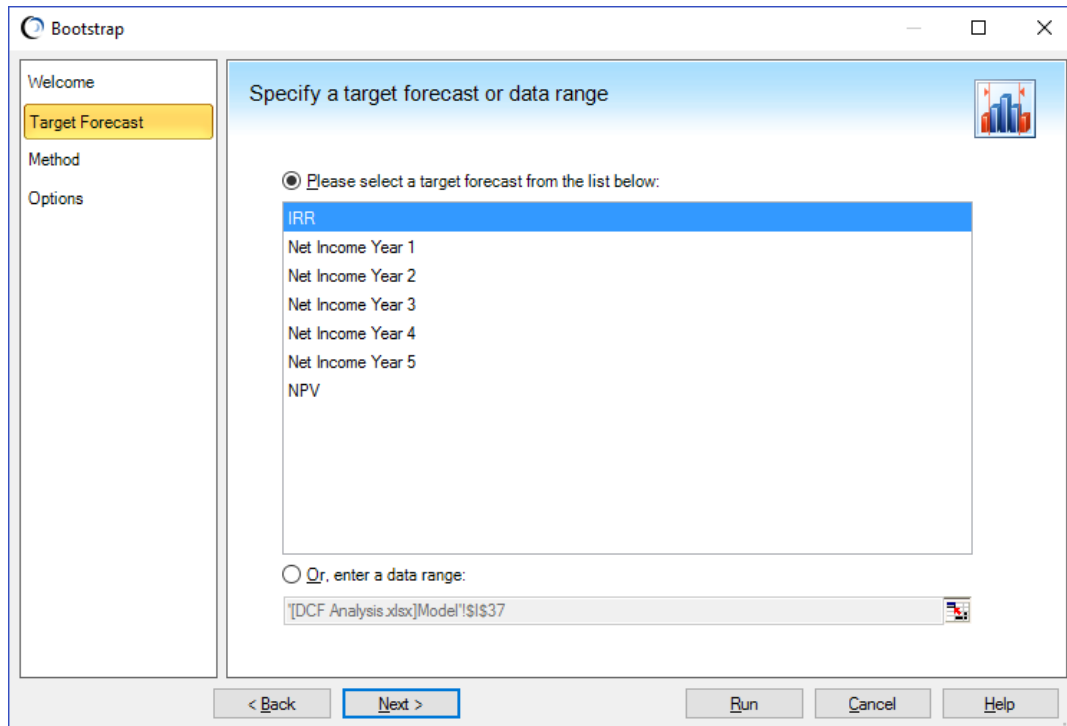 Bootstrap
Welcome
Target Forecast
Method
Options
Specify a target forecast or data range
Please select a target forecast from the list below:
IRR
Net Income Year 1
Net Income Year 2
Net Income Year 3
Net Income Year 4
Net Income Year 5
NPV
Or, enter a data range:
'[DCF Analysis.xlsx]Model'!$I$37
< Back
Next >
Run
Cancel
Help